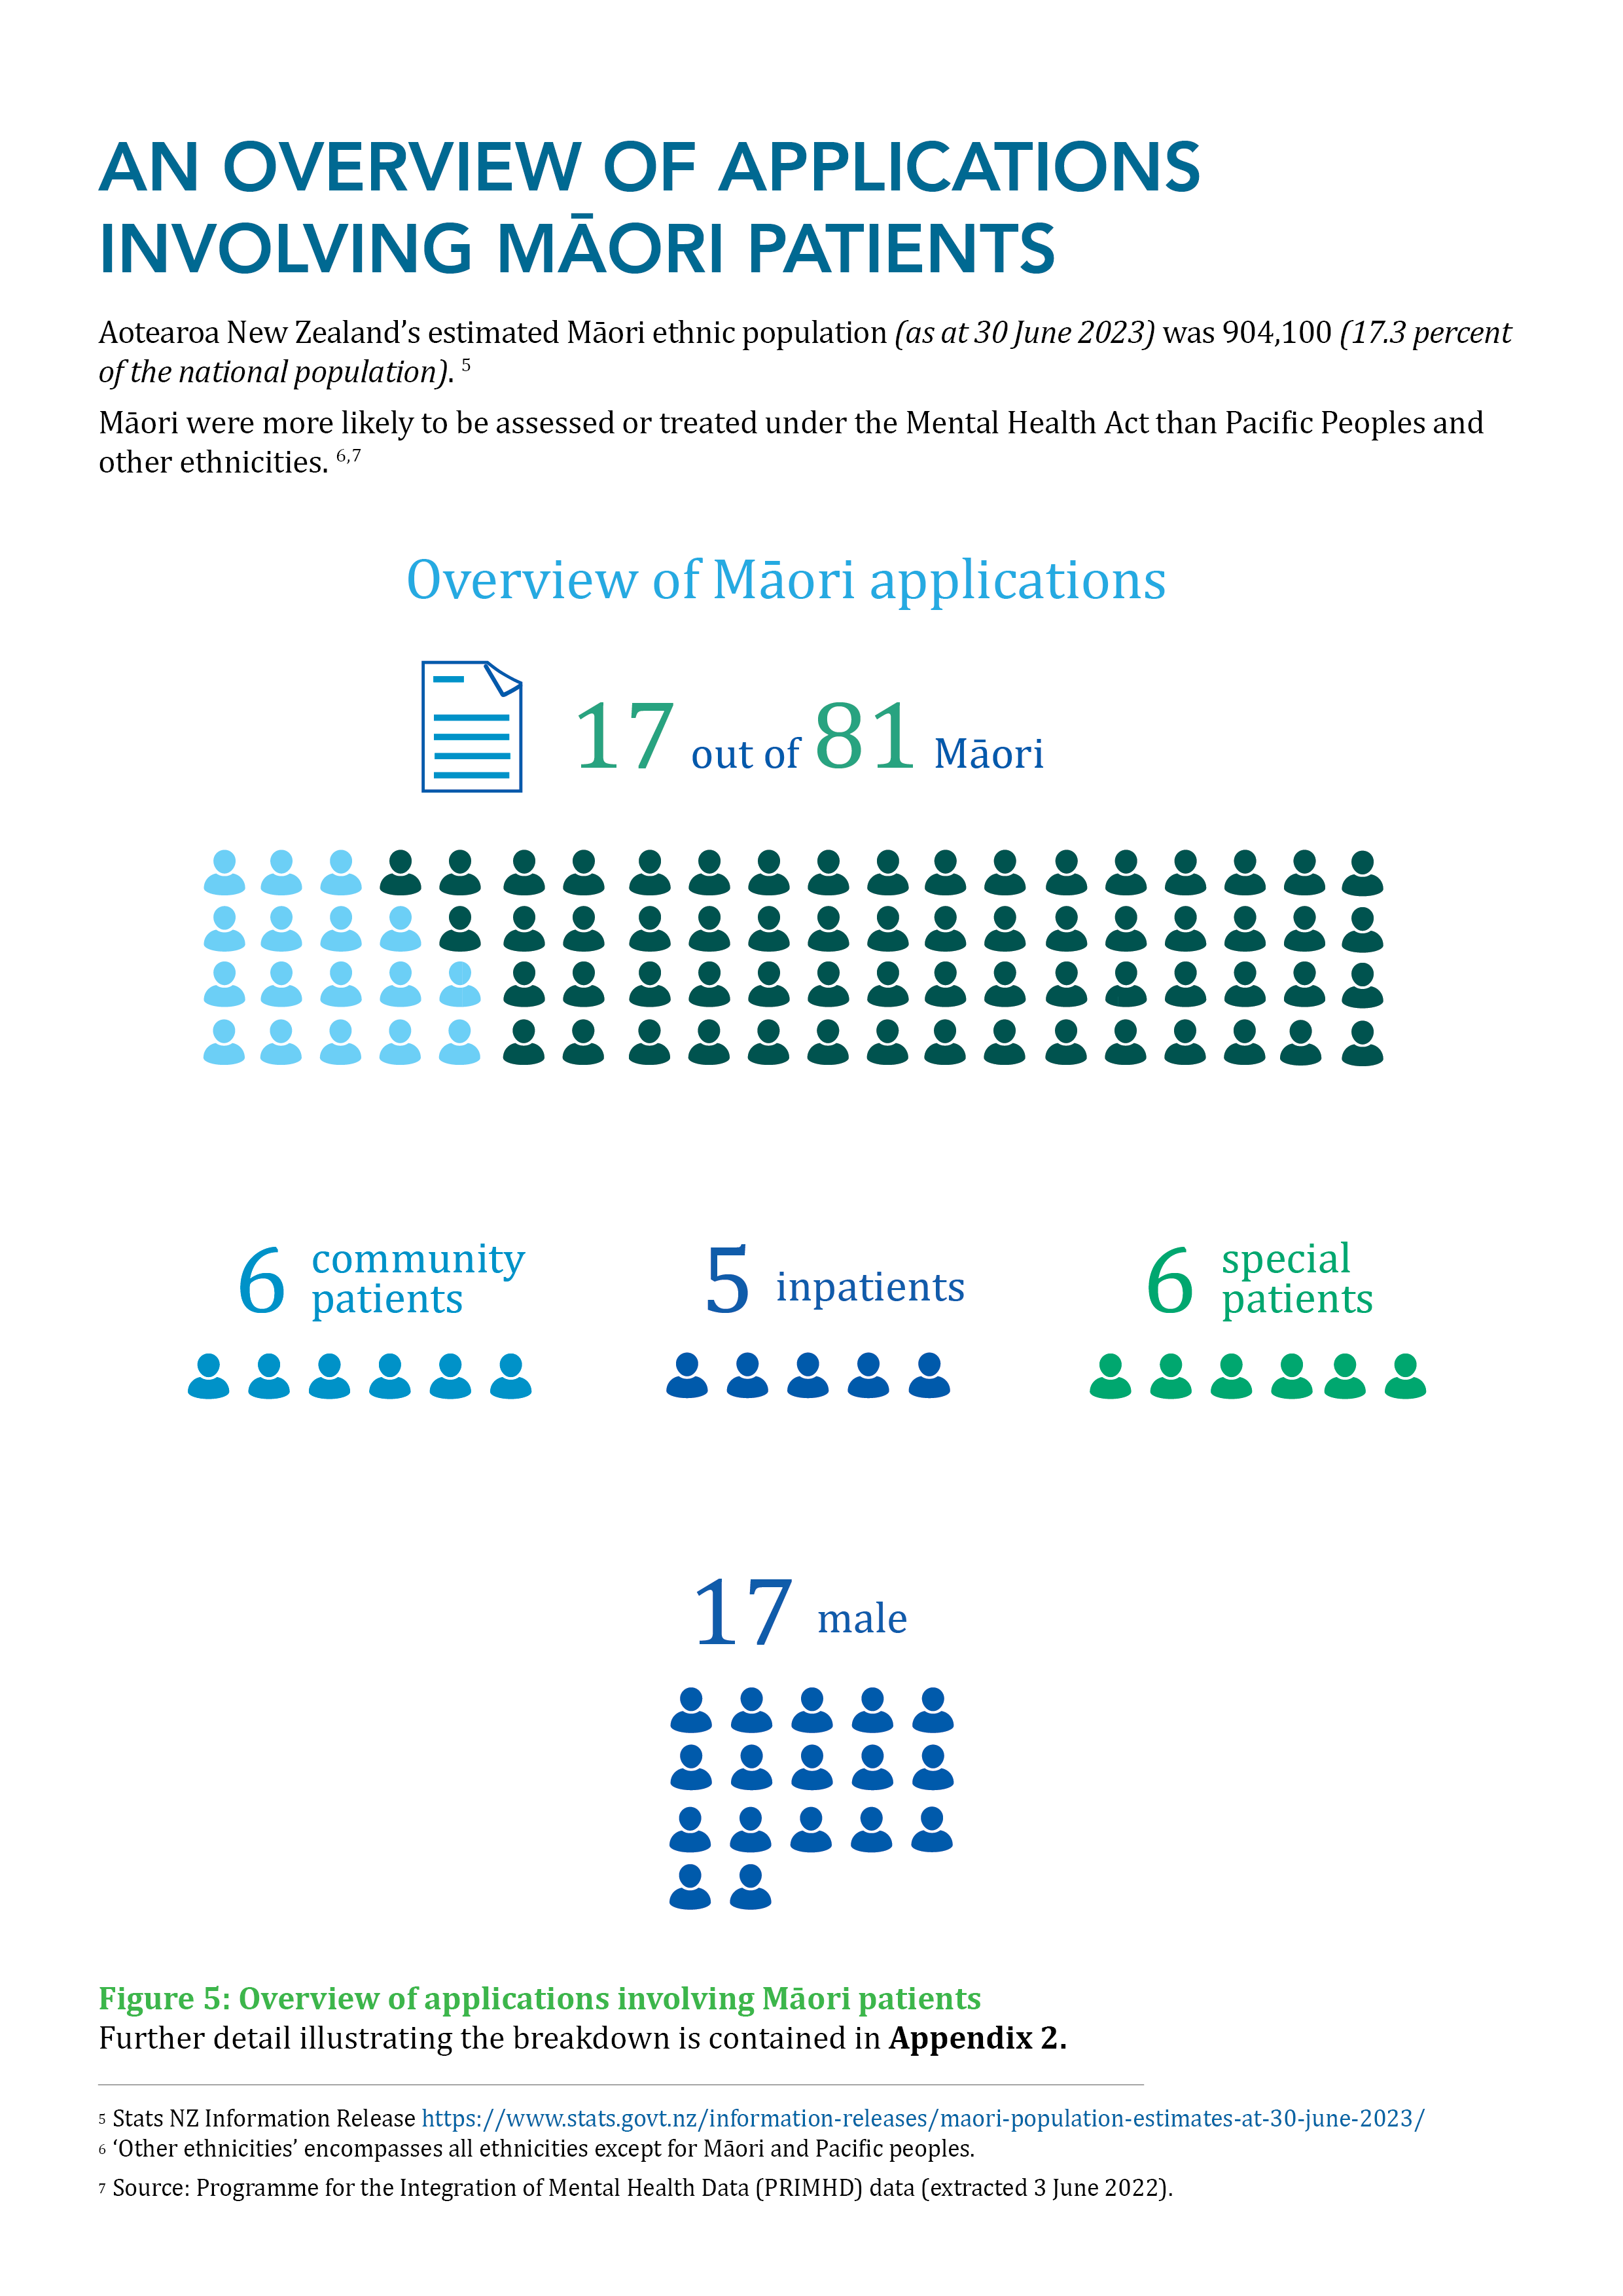 AN OVERVIEW OF APPLICATIONS
INVOLVING MĀORI PATIENTS
Aotearoa New Zealand’s estimated Māori ethnic population (as at 30 June 2023) was 904,100 (17.3 percent
of the national population). 5
Māori were more likely to be assessed or treated under the Mental Health Act than Pacific Peoples and
other ethnicities. 6,7
Overview of Māori applications
17 out of 81 Māori
6 community patients
5 inpatients
6 special patients
17 male
Figure 5: Overview of applications involving Māori patients
Further detail illustrating the breakdown is contained in Appendix 2.
5 Stats NZ Information Release https://www.stats.govt.nz/information-releases/maori-population-estimates-at-30-june-2023/
6 ‘Other ethnicities’ encompasses all ethnicities except for Māori and Pacific peoples.
7 Source: Programme for the Integration of Mental Health Data (PRIMHD) data (extracted 3 June 2022).